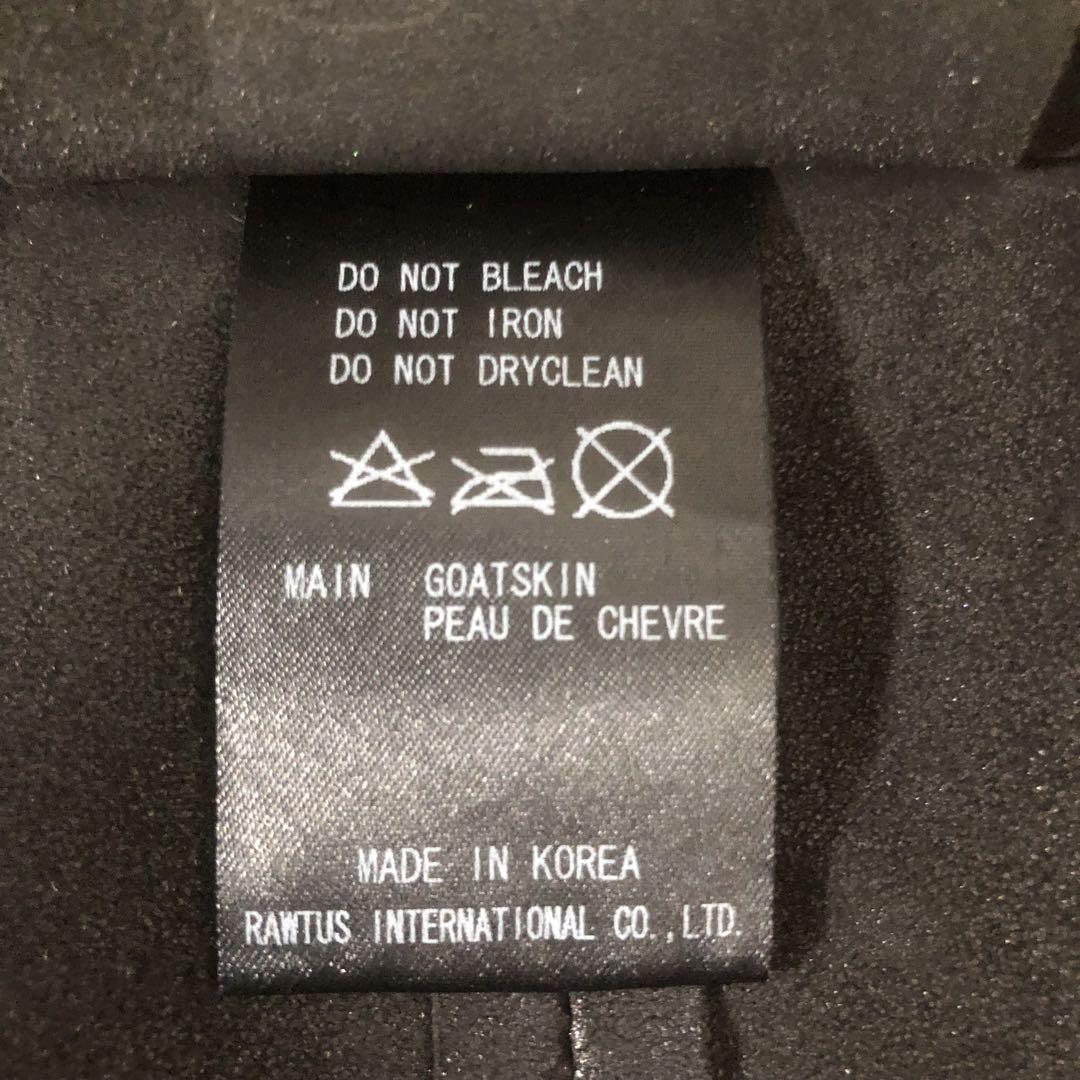 DO NOT BLEACH
DO NOT IRON
DO NOT DRYCLEAN
MAIN GOATSKIN
PEAU DE CHEVRE
MADE IN KOREA
RAWTUS INTERNATIONAL CO.,LTD.